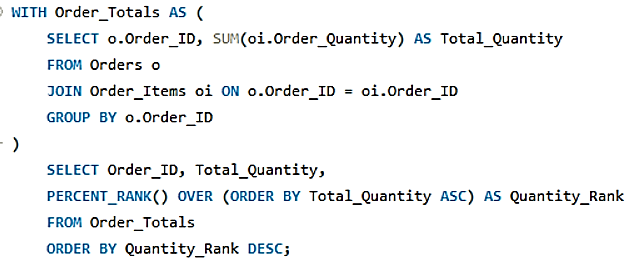 WITH Order_Totals AS (
SELECT o.Order_ID, SUM(oi.Order_Quantity) AS Total_Quantity
FROM Orders o
JOIN Order_Items oi ON o.Order_ID = oi.Order_ID
GROUP BY o.Order_ID
)
SELECT Order_ID, Total_Quantity,
PERCENT_RANK() OVER (ORDER BY Total_Quantity ASC) AS Quantity_Rank
FROM Order_Totals
ORDER BY Quantity_Rank DESC;